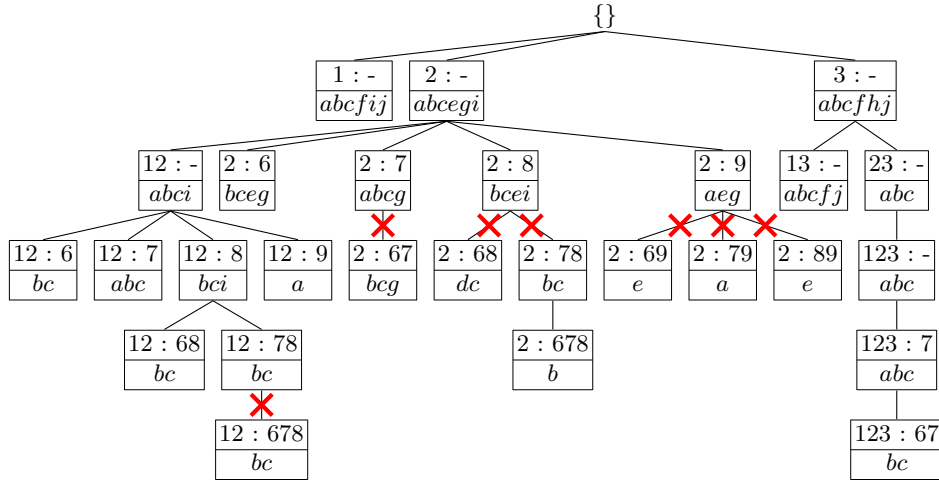 {}
1 : -
abcfij
2 : -
abcegi
3 : -
abcfhj
12 : -
abci
2 : 6
bceg
2 : 7
abcg
2 : 8
bcei
2 : 9
aeg
13 : -
abcfj
23 : -
abc
12 : 6
bc
12 : 7
abc
12 : 8
bci
12 : 9
a
2 : 67
bcg
2 : 68
dc
2 : 78
bc
2 : 69
e
2 : 79
a
2 : 89
e
123 : -
abc
12 : 68
bc
12 : 78
bc
2 : 678
b
123 : 7
abc
12 : 678
bc
123 : 67
bc